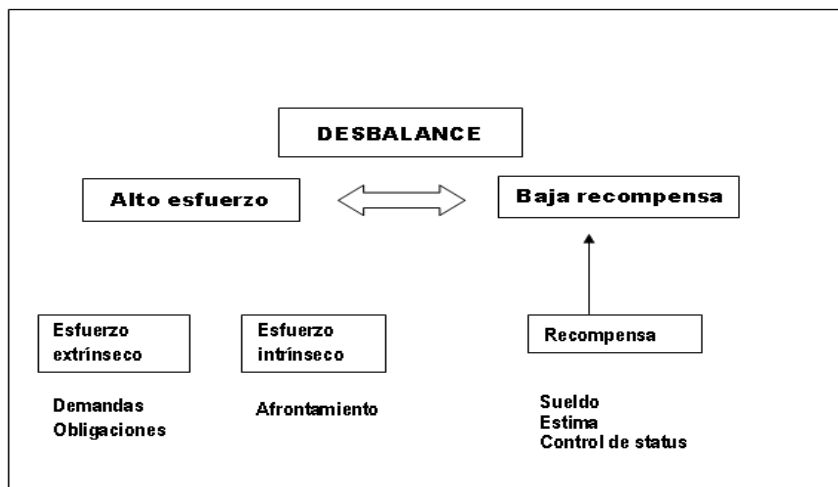 DESBALANCE
Alto esfuerzo
Baja recompensa
Esfuerzo
extrínseco
Esfuerzo
intrínseco
Recompensa
Demandas
Obligaciones
Afrontamiento
Sueldo
Estima
Control de status